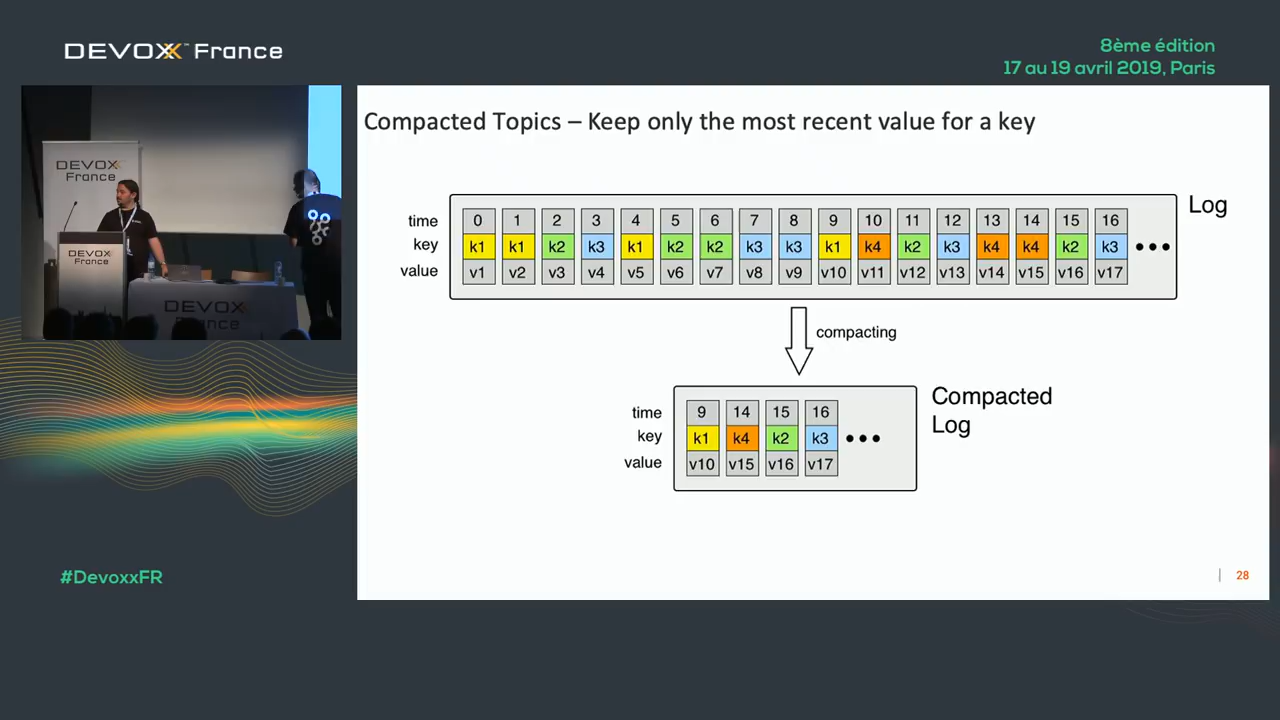 DEVOXX™ France
8ème édition
17 au 19 avril 2019, Paris
DEVOXX
France
DEVOXX
France
DEVOXX
France
Compacted Topics – Keep only the most recent value for a key
Log
time 0 1 2 3 4 5 6 7 8 9 10 11 12 13 14 15 16
key k1 k1 k2 k3 k1 k2 k2 k3 k3 k1 k4 k2 k3 k4 k4 k2 k3 •••
value v1 v2 v3 v4 v5 v6 v7 v8 v9 v10 v11 v12 v13 v14 v15 v16 v17
compacting
Compacted
Log
time 9 14 15 16
key k1 k4 k2 k3 •••
value v10 v15 v16 v17
#DevoxxFR
28